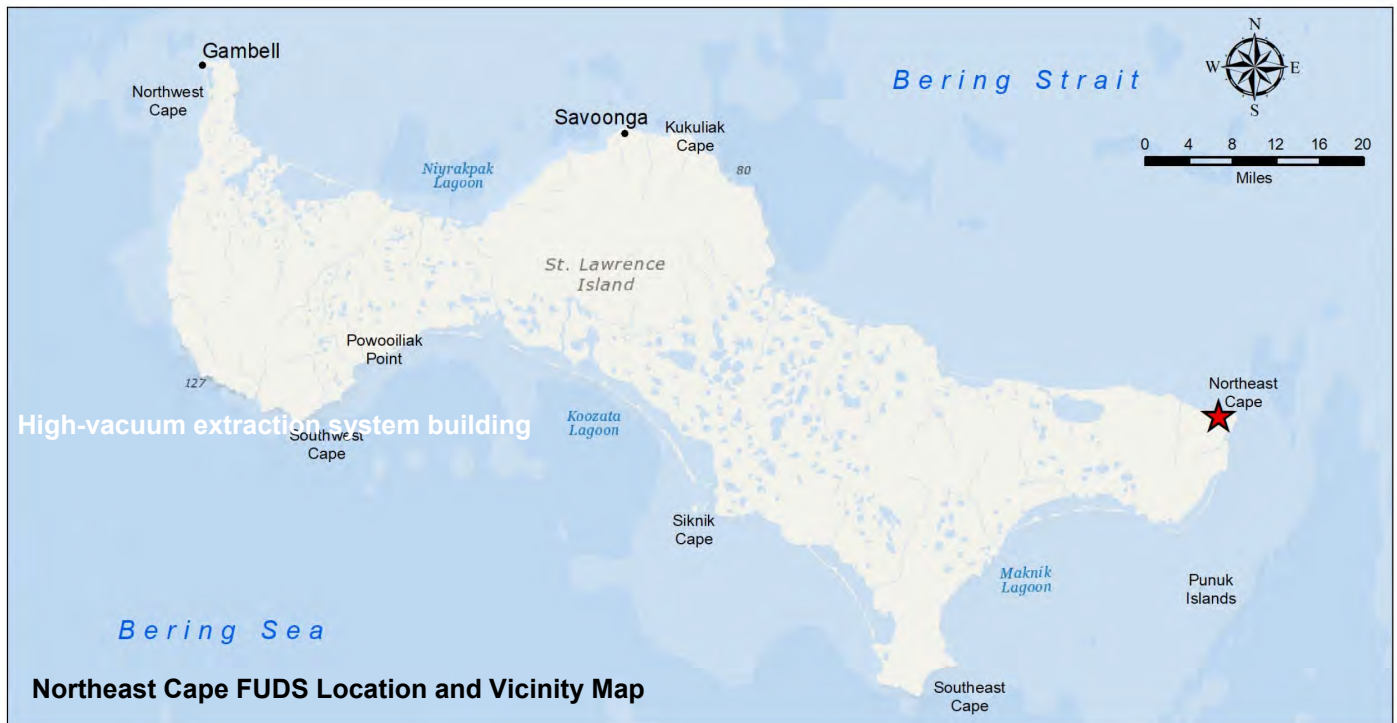 Gambell
Northwest
Cape
Savoonga
Kukuliak
Cape
Bering Strait
N
W
E
S
0 4 8 12 16 20
Miles
Niyrakpak
Lagoon
80
St. Lawrence
Island
Powooiliak
Point
127
High-vacuum extraction system building
Southwest
Cape
Koozata
Lagoon
Northeast
Cape
Siknik
Cape
Maknik
Lagoon
Punuk
Islands
Bering Sea
Northeast Cape FUDS Location and Vicinity Map
Southeast
Cape